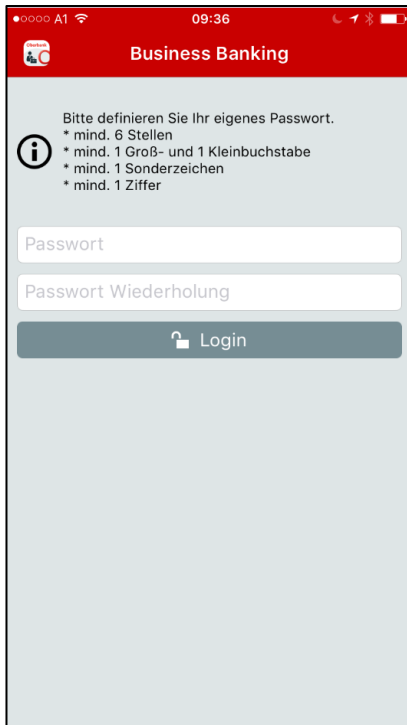 A1 09:36
Oberbank
Business Banking
Bitte definieren Sie Ihr eigenes Passwort.
* mind. 6 Stellen
* mind. 1 Groß- und 1 Kleinbuchstabe
* mind. 1 Sonderzeichen
* mind. 1 Ziffer
Passwort
Passwort Wiederholung
Login